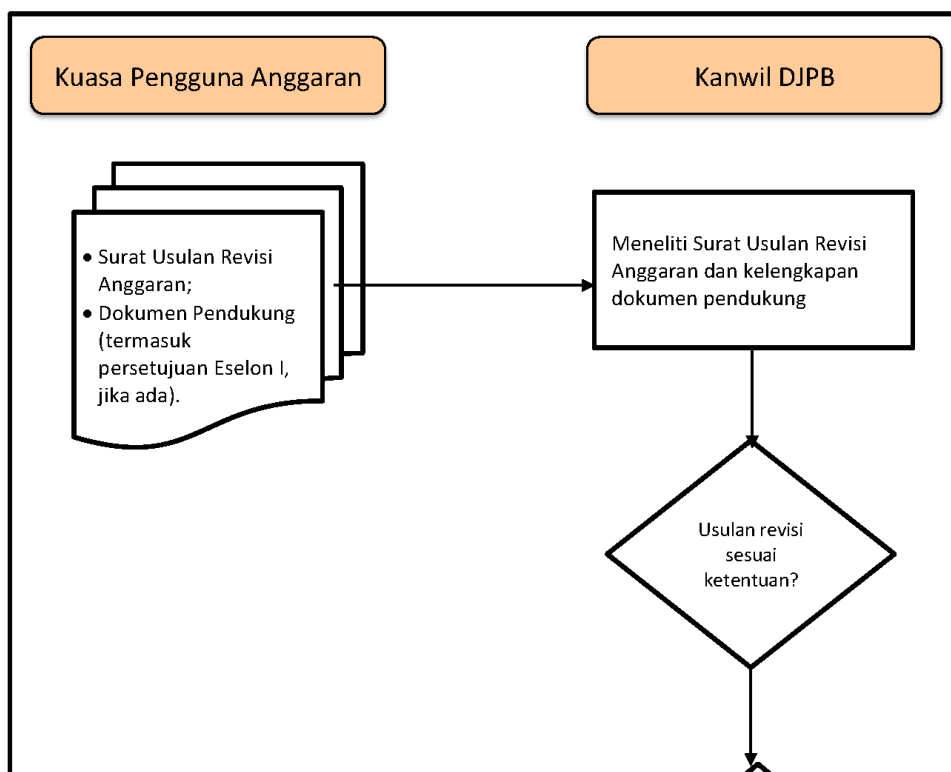 Kuasa Pengguna Anggaran
Kanwil DJPB
• Surat Usulan Revisi
Anggaran;
• Dokumen Pendukung
(termasuk
persetujuan Eselon I,
jika ada).
Meneliti Surat Usulan Revisi
Anggaran dan kelengkapan
dokumen pendukung
Usulan revisi
sesuai
ketentuan?